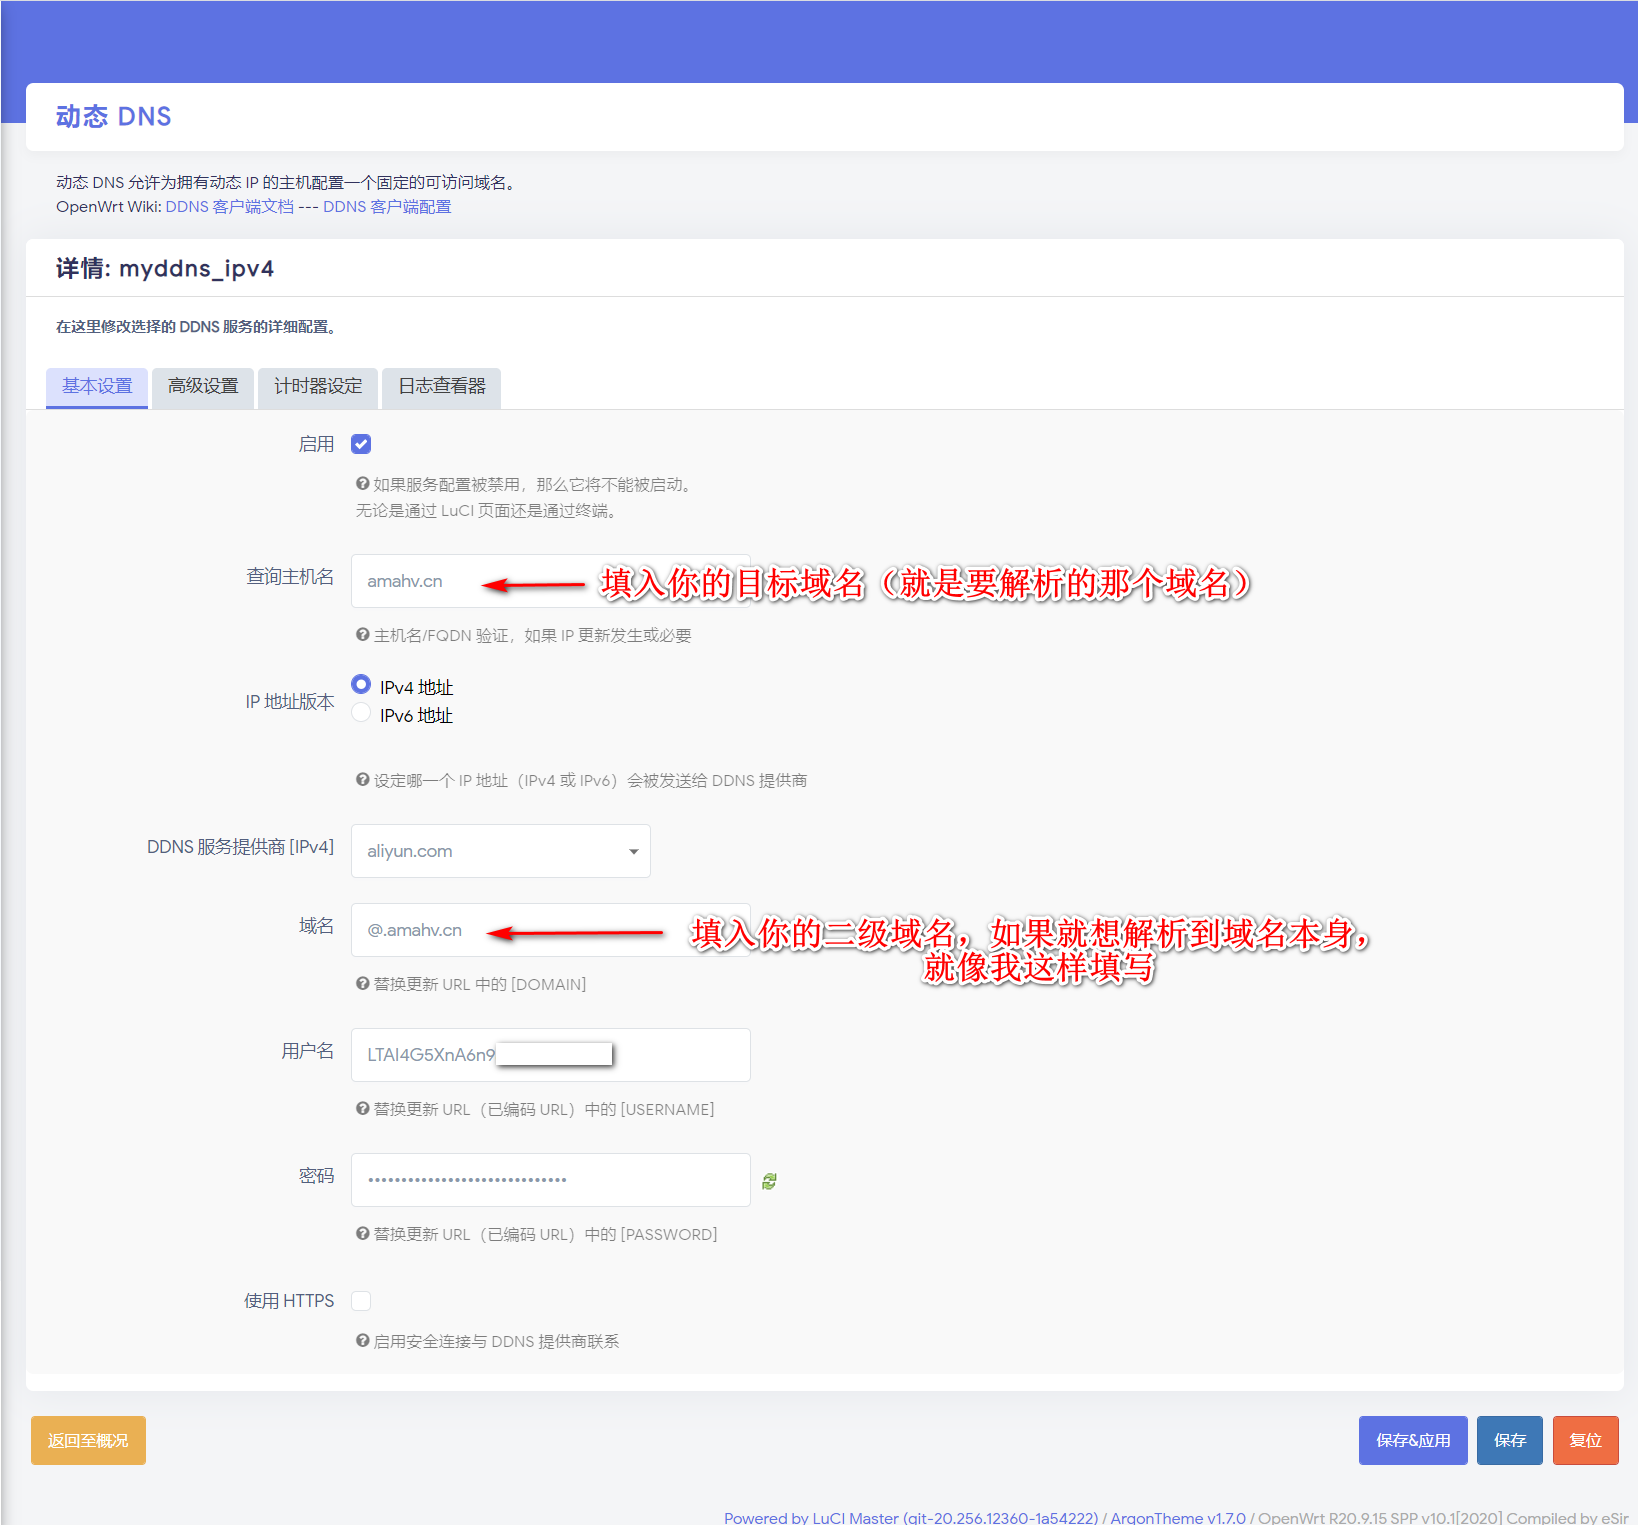 动态 DNS
动态 DNS 允许为拥有动态 IP 的主机配置一个固定的可访问域名。
OpenWrt Wiki: DDNS 客户端文档 --- DDNS 客户端配置
详情: myddns_ipv4
在这里修改选择的 DDNS 服务的详细配置。
基本设置 高级设置 计时器设定 日志查看器
启用
如果服务配置被禁用，那么它将不能被启动。
无论是通过 LuCI 页面还是通过终端。
查询主机名 amahv.cn 填入你的目标域名（就是要解析的那个域名）
主机名/FQDN 验证，如果 IP 更新发生或必要
IPv4 地址
IP 地址版本
IPv6 地址
设定哪一个 IP 地址（IPv4 或 IPv6）会被发送给 DDNS 提供商
DDNS 服务提供商 [IPv4] aliyun.com
域名 @.amahv.cn 填入你的二级域名，如果就想解析到域名本身，
就像我这样填写
替换更新 URL 中的 [DOMAIN]
用户名 LTAI4G5XnA6n9
替换更新 URL（已编码 URL）中的 [USERNAME]
密码 ••••••••••••••••••••••••••••••
替换更新 URL（已编码 URL）中的 [PASSWORD]
使用 HTTPS
启用安全连接与 DDNS 提供商联系
返回至概况 保存&应用 保存 复位
Powered by LuCI Master (git-20.256.12360-1a54222) / ArgonTheme v1.7.0 / OpenWrt R20.9.15 SPP v10.1[2020] Compiled by eSir